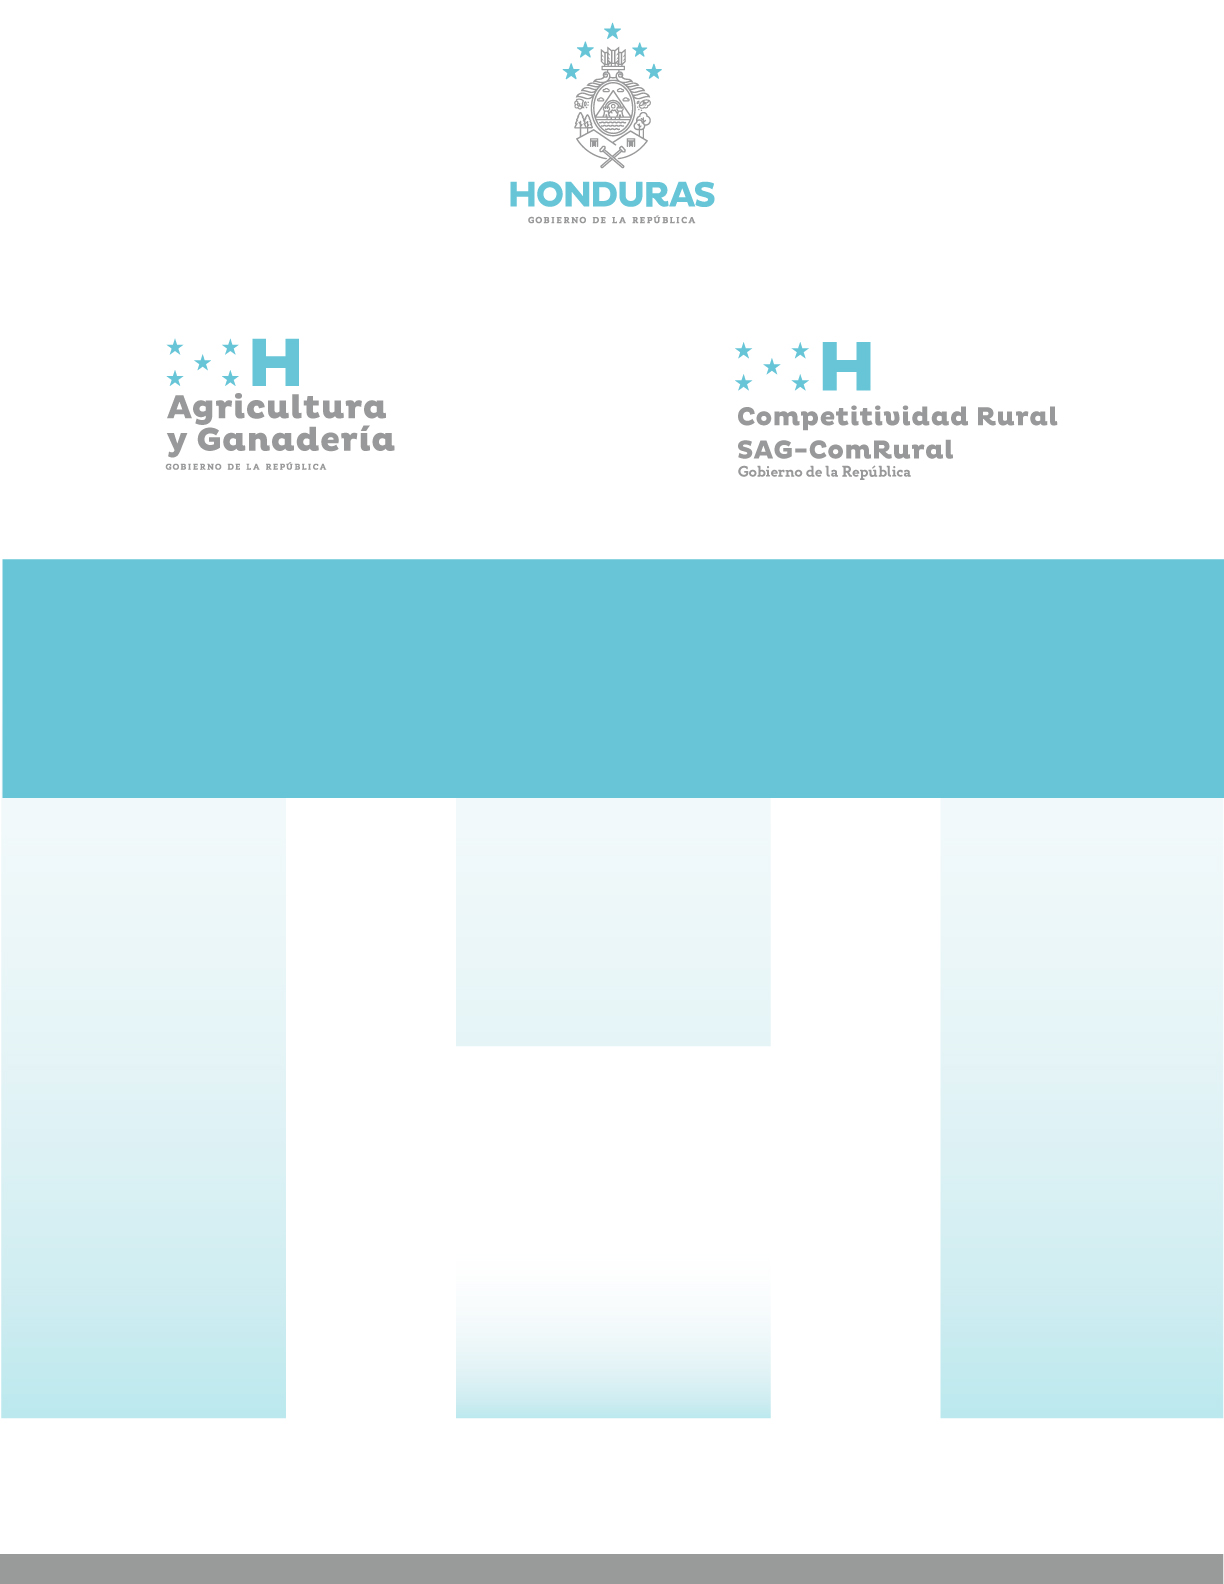 HONDURAS
GOBIERNO DE LA REPÚBLICA
H
Agricultura
y Ganadería
GOBIERNO DE LA REPÚBLICA
H
Competitividad Rural
SAG-ComRural
Gobierno de la República